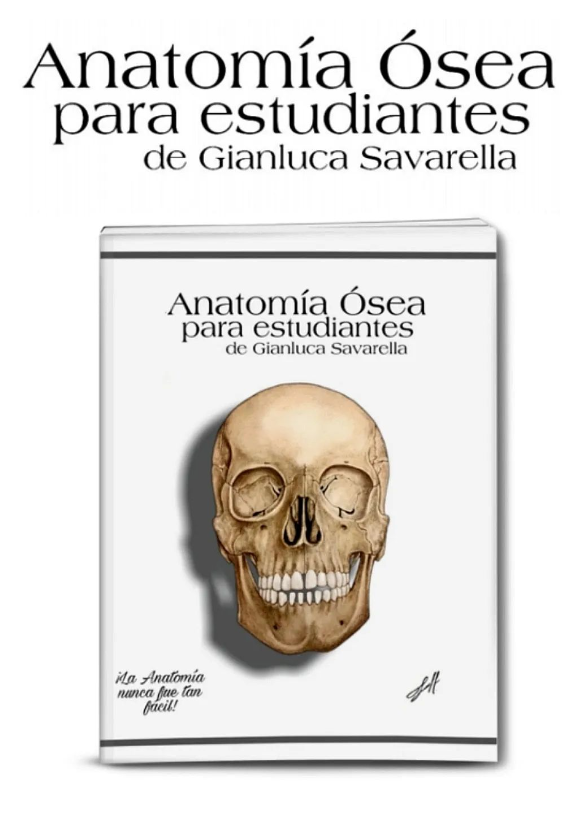 Anatomía Ósea
para estudiantes
de Gianluca Savarella
Anatomía Ósea
para estudiantes
de Gianluca Savarella
¡La Anatomía
nunca fue tan
fácil!